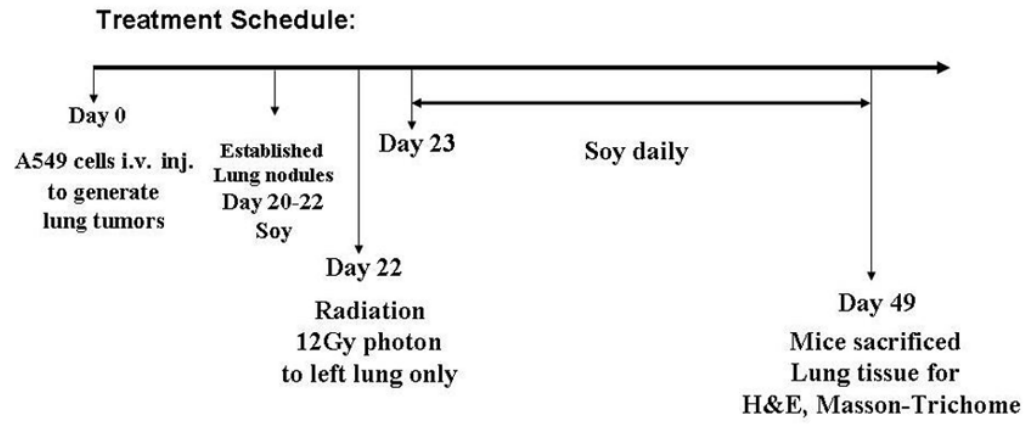 Treatment Schedule:
Day 0
A549 cells i.v. inj.
to generate
lung tumors
Established
Lung nodules
Day 20-22
Soy
Day 22
Radiation
12Gy photon
to left lung only
Day 23
Soy daily
Day 49
Mice sacrificed
Lung tissue for
H&E, Masson-Trichome